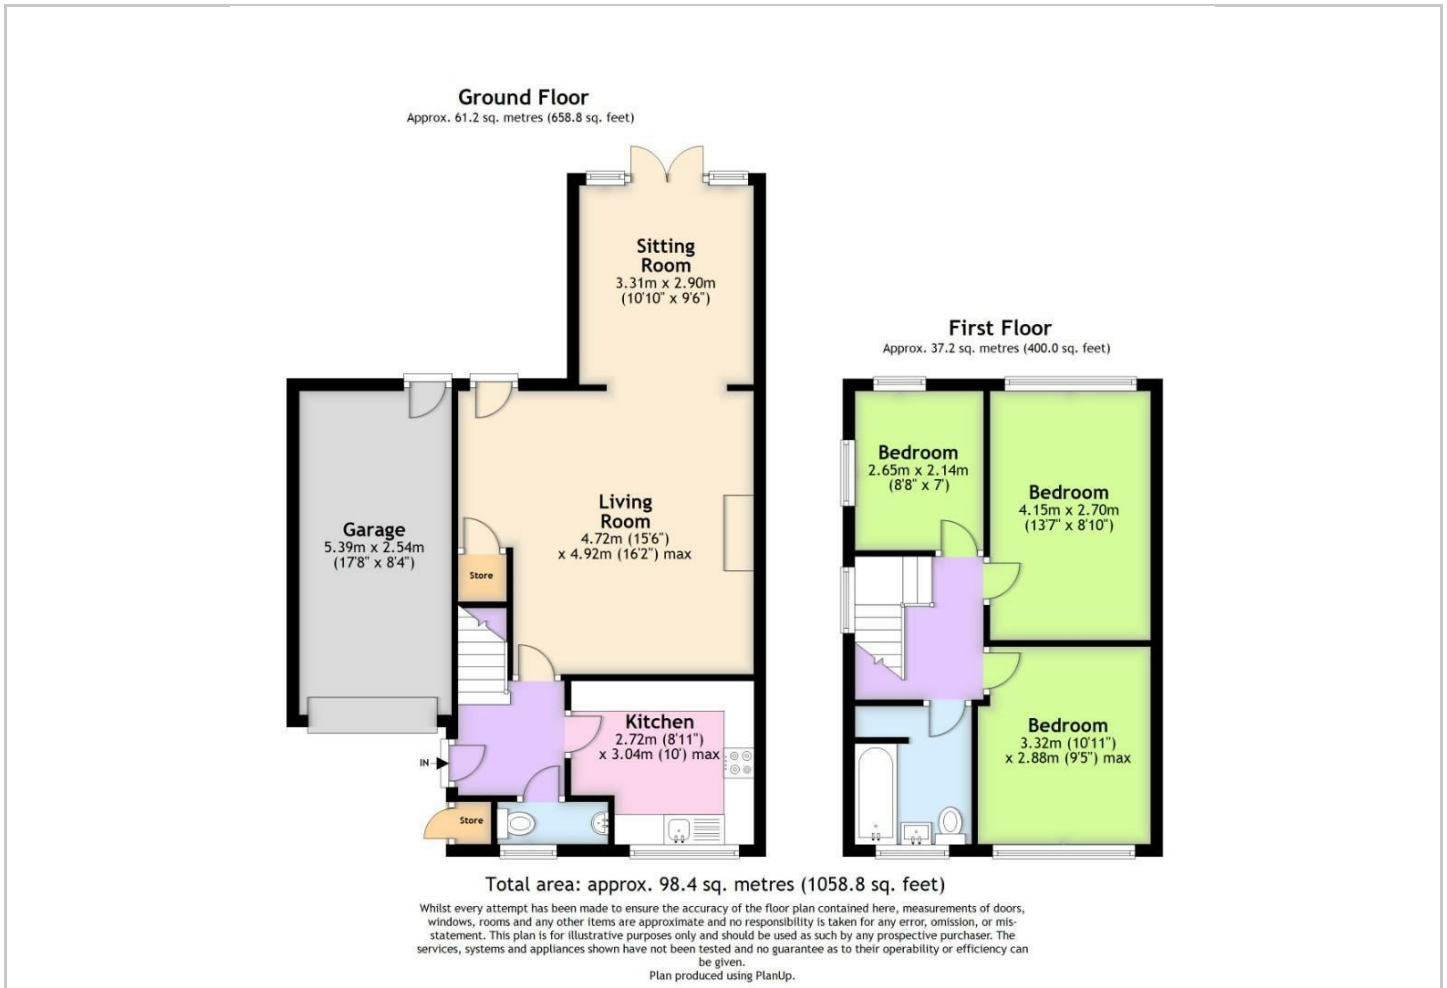 Ground Floor
Approx. 61.2 sq. metres (658.8 sq. feet)
Sitting
Room
3.31m x 2.90m
(10'10" x 9'6")
First Floor
Approx. 37.2 sq. metres (400.0 sq. feet)
Garage
5.39m x 2.54m
(17'8" x 8'4")
Living
Room
4.72m (15'6")
x 4.92m (16'2") max
Store
Bedroom
2.65m x 2.14m
(8'8" x 7')
Bedroom
4.15m x 2.70m
(13'7" x 8'10")
Kitchen
2.72m (8'11")
x 3.04m (10') max
IN
Store
Bedroom
3.32m (10'11")
x 2.88m (9'5") max
Total area: approx. 98.4 sq. metres (1058.8 sq. feet)
Whilst every attempt has been made to ensure the accuracy of the floor plan contained here, measurements of doors,
windows, rooms and any other items are approximate and no responsibility is taken for any error, omission, or mis-
statement. This plan is for illustrative purposes only and should be used as such by any prospective purchaser. The
services, systems and appliances shown have not been tested and no guarantee as to their operability or efficiency can
be given.
Plan produced using PlanUp.